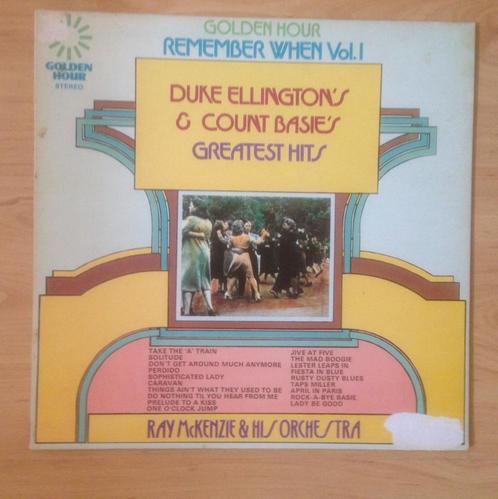 GOLDEN HOUR
REMEMBER WHEN Vol.1
GOLDEN
HOUR
STEREO
DUKE ELLINGTON'S
& COUNT BASIE'S
GREATEST HITS
TAKE THE 'A' TRAIN
SOLITUDE
DON'T GET AROUND MUCH ANYMORE
PERDIDO
SOPHISTICATED LADY
CARAVAN
THINGS AIN'T WHAT THEY USED TO BE
DO NOTHING TIL YOU HEAR FROM ME
PRELUDE TO A KISS
ONE O'CLOCK JUMP
JIVE AT FIVE
THE MAD BOOGIE
LESTER LEAPS IN
FIESTA IN BLUE
RUSTY DUSTY BLUES
TAPS MILLER
APRIL IN PARIS
ROCK-A-BYE BASIE
LADY BE GOOD
RAY McKENZIE & HIS ORCHESTRA